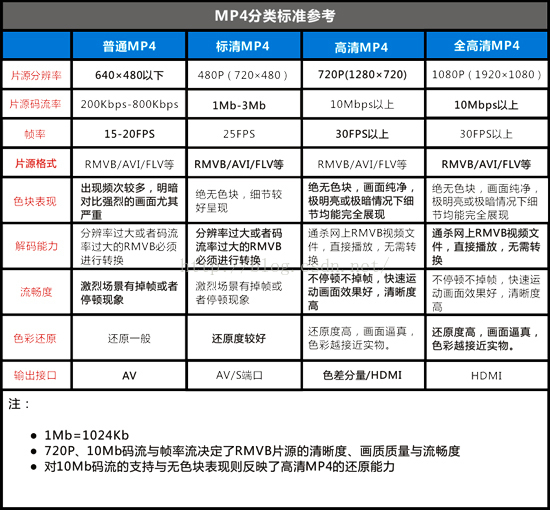 MP4分类标准参考
普通MP4 标清MP4 高清MP4 全高清MP4
片源分辨率 640×480以下 480P（720×480） 720P(1280×720) 1080P（1920×1080）
片源码流率 200Kbps-800Kbps 1Mb-3Mb 10Mbps以上 10Mbps以上
帧率 15-20FPS 25FPS 30FPS以上 30FPS以上
片源格式 RMVB/AVI/FLV等 RMVB/AVI/FLV等 RMVB/AVI/FLV等 RMVB/AVI/FLV等
色块表现
出现频次较多，明暗
对比强烈的画面尤其
严重
绝无色块，细节较
好呈现
绝无色块，画面纯净，
极明亮或极暗情况下细
节均能完全展现
绝无色块，画面纯净，
极明亮或极暗情况下细
节均能完全展现
解码能力
分辨率过大或者码流
率过大的RMVB必须
进行转换
分辨率过大或者码
流率过大的RMVB
必须进行转换
通杀网上RMVB视频文
件，直接播放，无需转
换
通杀网上RMVB视频文
件，直接播放，无需转
换
http://blog.csdn.net/
流畅度
激烈场景有掉帧或者
停顿现象
激烈场景有掉帧或
者停顿现象
不停顿不掉帧，快速运
动画面效果好，清晰度
高
不停顿不掉帧，快速运
动画面效果好，清晰度
高
色彩还原
还原一般
还原度较好
还原度高，画面逼真，
色彩越接近实物。
还原度高，画面逼真，
色彩越接近实物。
输出接口 AV AV/S端口 色差分量/HDMI HDMI
注：
● 1Mb=1024Kb
● 720P、10Mb码流与帧率流决定了RMVB片源的清晰度、画质质量与流畅度
● 对10Mb码流的支持与无色块表现则反映了高清MP4的还原能力